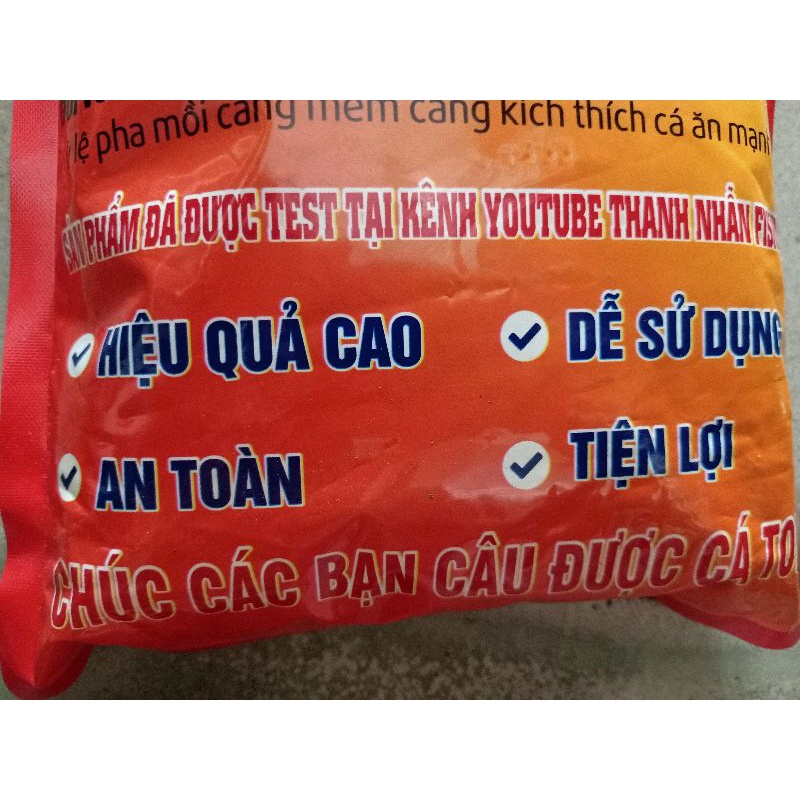 lệ pha mồi càng mềm càng kích thích cá ăn mạnh
SẢN PHẨM ĐÃ ĐƯỢC TEST TẠI KÊNH YOUTUBE THANH NHẪN
HIỆU QUẢ CAO
DỄ SỬ DỤNG
AN TOÀN
TIỆN LỢI
CHÚC CÁC BẠN CÂU ĐƯỢC CÁ TO